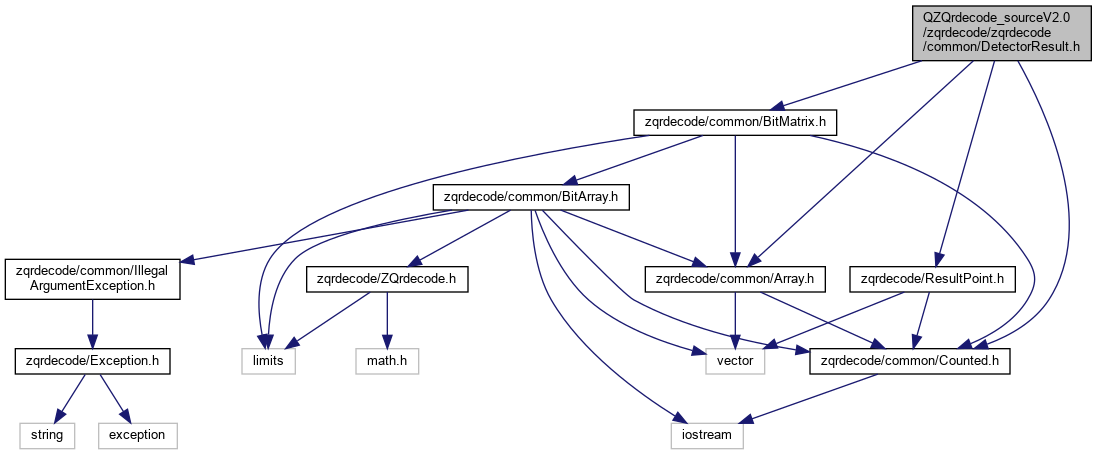 QZQrdecode_sourceV2.0
/zqrdecode/zqrdecode
/common/DetectorResult.h
zqrdecode/common/BitMatrix.h
zqrdecode/common/BitArray.h
zqrdecode/common/Illegal
ArgumentException.h
zqrdecode/ZQrdecode.h
zqrdecode/common/Array.h
zqrdecode/ResultPoint.h
zqrdecode/Exception.h
limits
math.h
vector
zqrdecode/common/Counted.h
string
exception
iostream